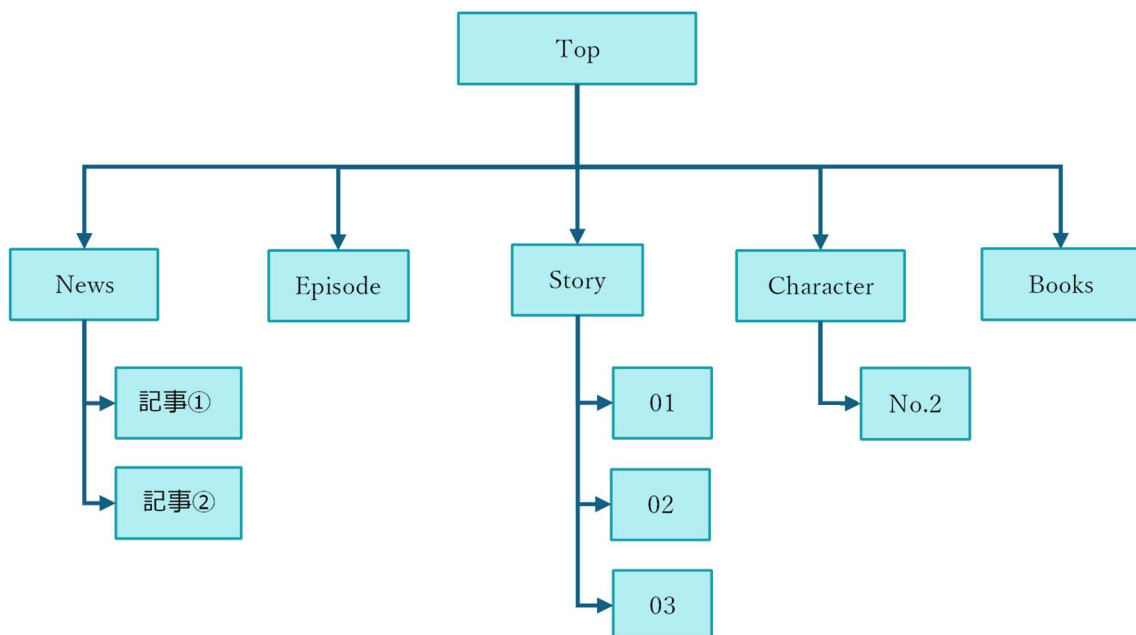 Top
News
Episode
Story
Character
Books
記事①
01
No.2
記事②
02
03